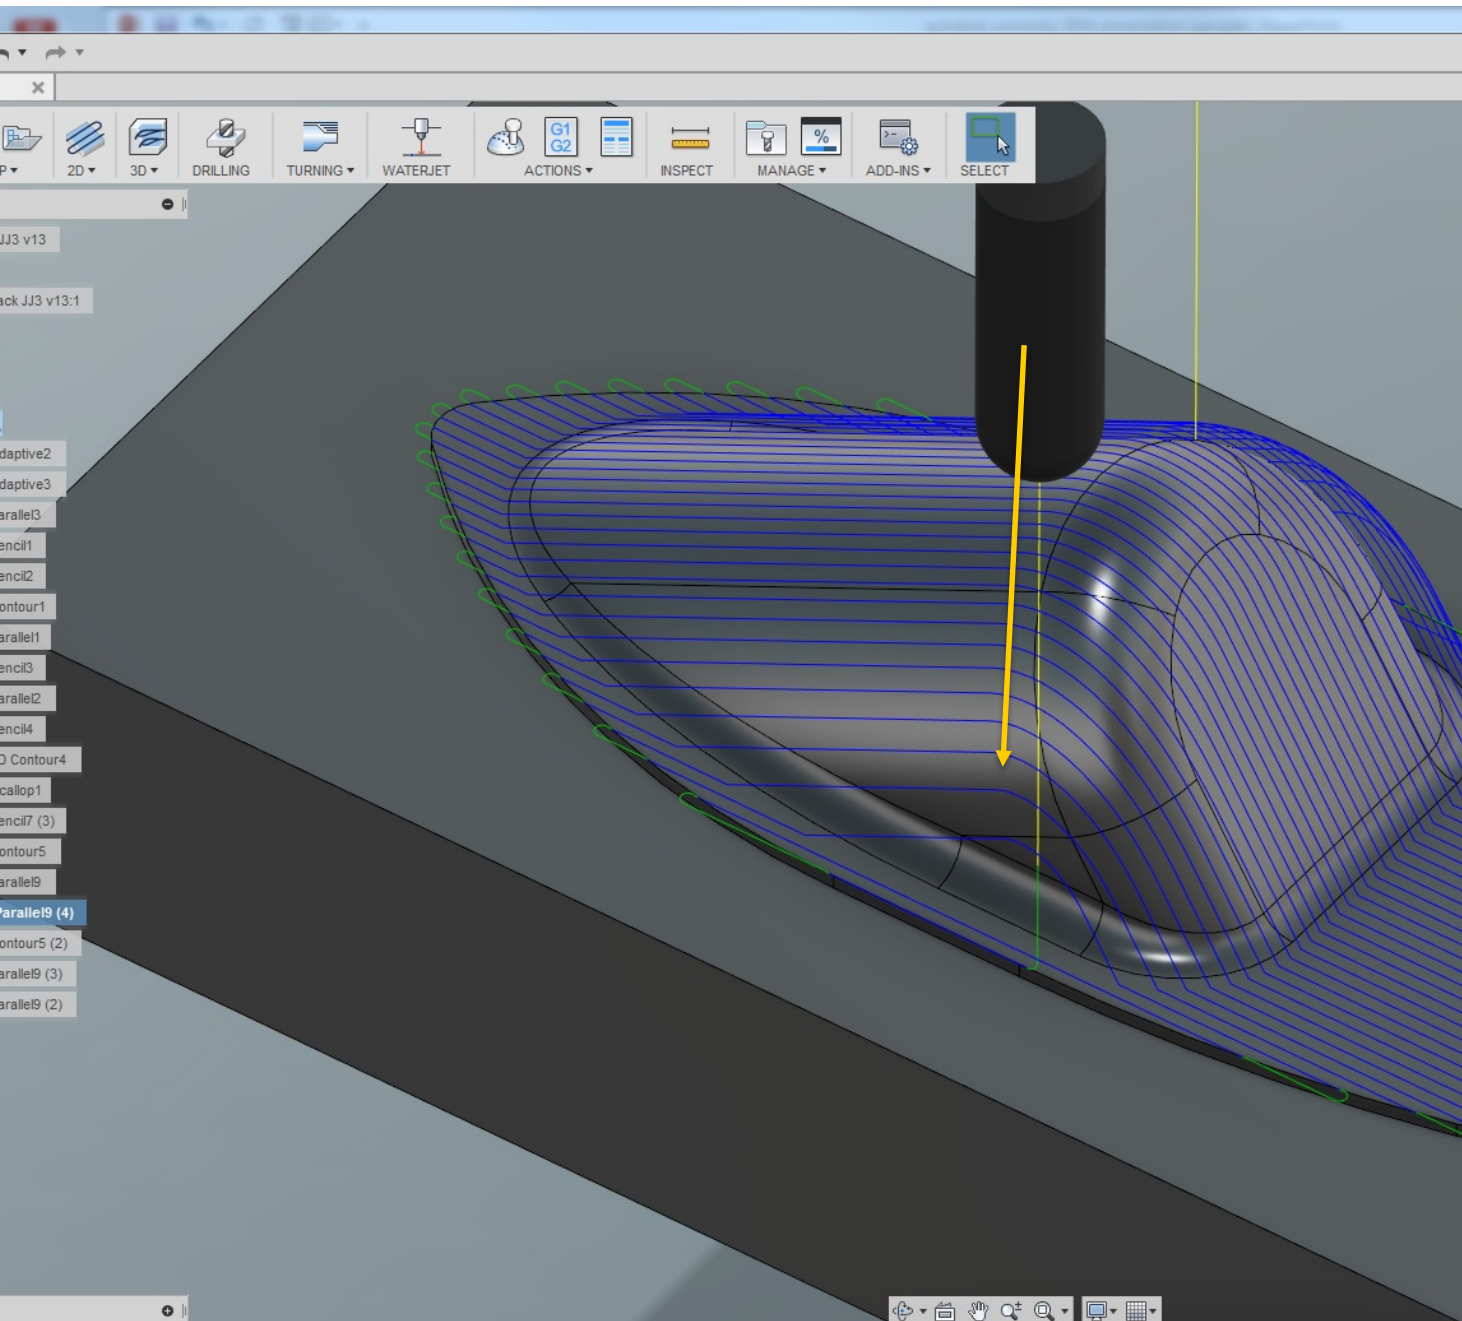 P
2D
3D
DRILLING
TURNING
WATERJET
G1
G2
ACTIONS
INSPECT
%
MANAGE
ADD-INS
SELECT
JJ3 v13
ack JJ3 v13:1
daptive2
daptive3
arallel3
encil1
encil2
ontour1
arallel1
encil3
arallel2
encil4
D Contour4
callop1
encil7 (3)
ontour5
arallel9
Parallel9 (4)
ontour5 (2)
arallel9 (3)
arallel9 (2)